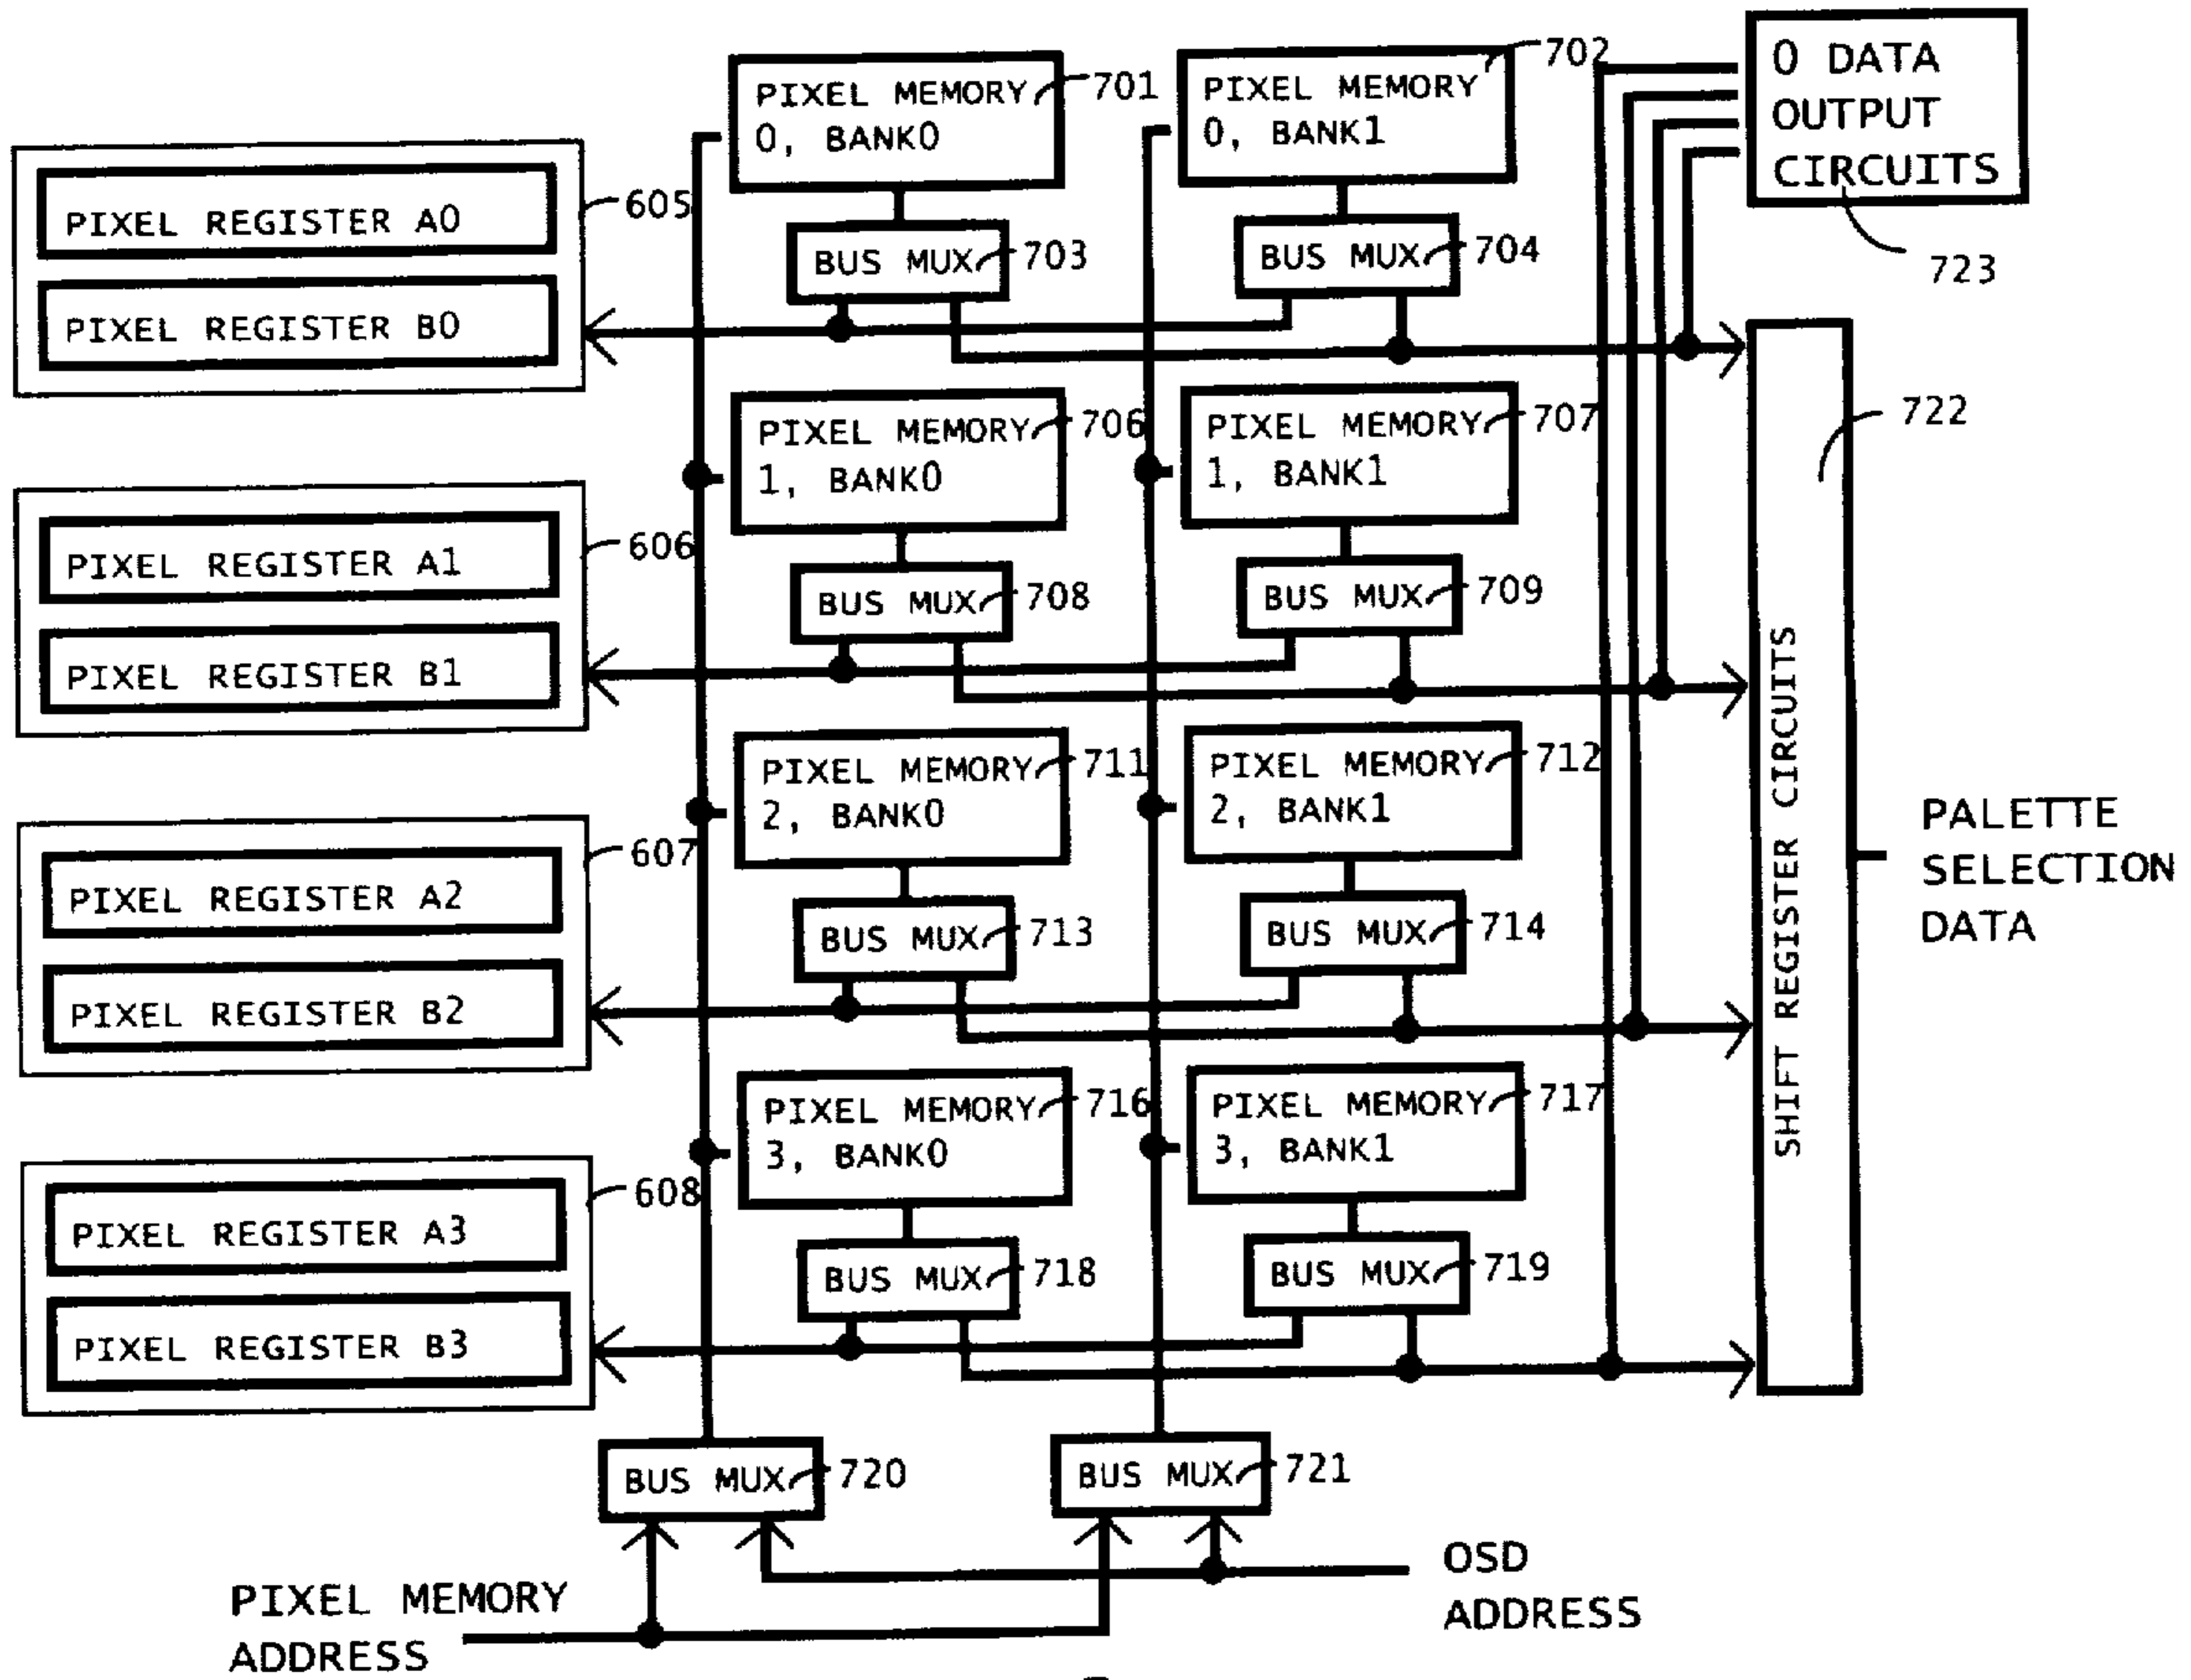 PIXEL MEMORY
0, BANK0
701
PIXEL MEMORY
0, BANK1
702
0 DATA
OUTPUT
CIRCUITS
723
PIXEL REGISTER A0
PIXEL REGISTER B0
605
BUS MUX
703
BUS MUX
704
PIXEL MEMORY
1, BANK0
706
PIXEL MEMORY
1, BANK1
707
722
PIXEL REGISTER A1
PIXEL REGISTER B1
606
BUS MUX
708
BUS MUX
709
PIXEL MEMORY
2, BANK0
711
PIXEL MEMORY
2, BANK1
712
SHIFT REGISTER CIRCUITS
PALETTE
SELECTION
DATA
PIXEL REGISTER A2
PIXEL REGISTER B2
607
BUS MUX
713
BUS MUX
714
PIXEL MEMORY
3, BANK0
716
PIXEL MEMORY
3, BANK1
717
PIXEL REGISTER A3
PIXEL REGISTER B3
608
BUS MUX
718
BUS MUX
719
BUS MUX
720
BUS MUX
721
PIXEL MEMORY
ADDRESS
OSD
ADDRESS